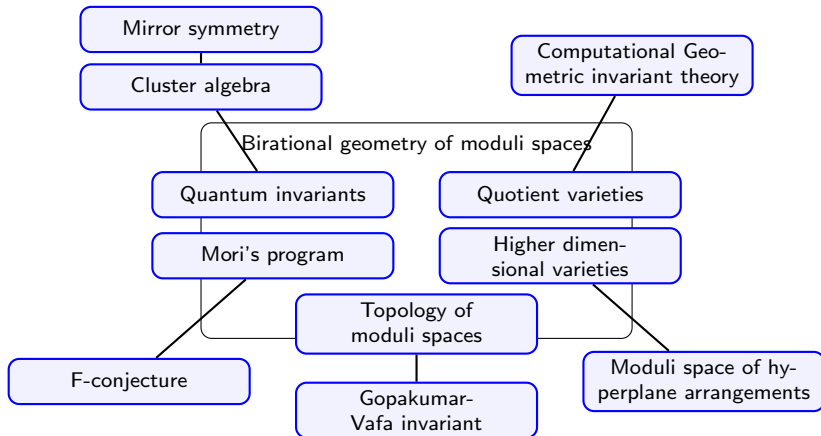 Mirror symmetry
Cluster algebra
Computational Geo-
metric invariant theory
Birational geometry of moduli spaces
Quantum invariants
Quotient varieties
Mori's program
Higher dimen-
sional varieties
Topology of
moduli spaces
F-conjecture
Gopakumar-
Vafa invariant
Moduli space of hy-
perplane arrangements